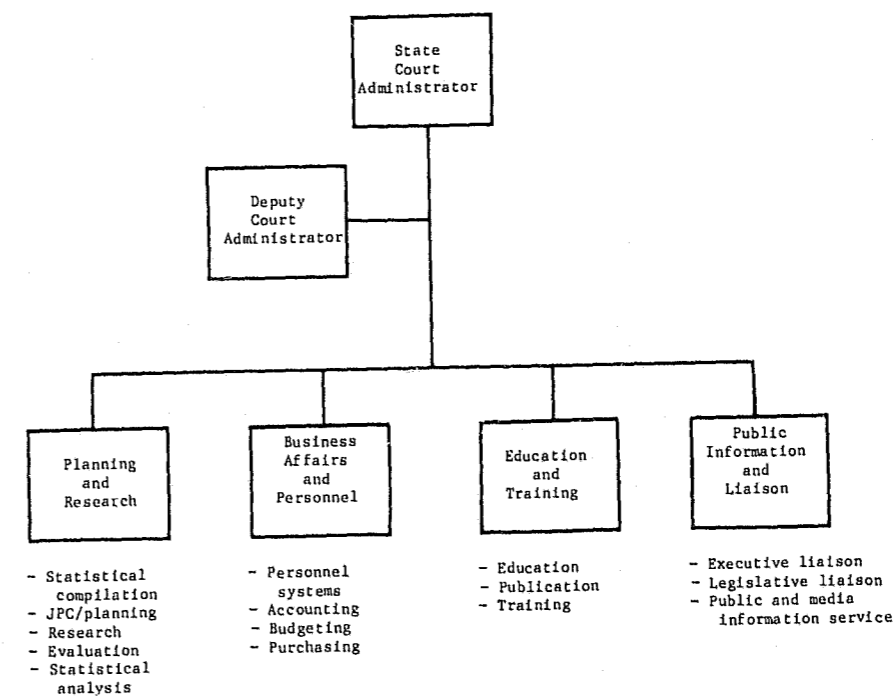 State
Court
Administrator
Deputy
Court
Administrator
Planning
and
Research
Business
Affairs
and
Personnel
Education
and
Training
Public
Information
and
Liaison
- Statistical
compilation
- JPC/planning
- Research
- Evaluation
- Statistical
analysis
- Personnel
systems
- Accounting
- Budgeting
- Purchasing
- Education
- Publication
- Training
- Executive liaison
- Legislative liaison
- Public and media
information service